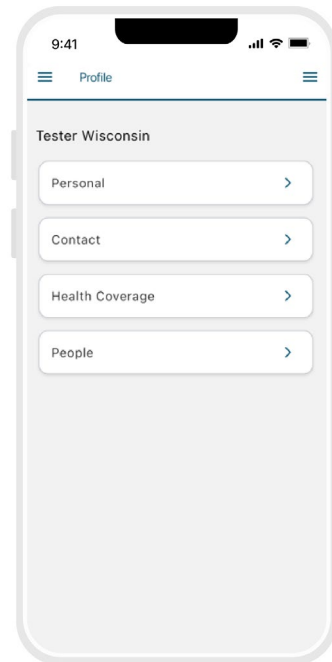 9:41
Profile
Tester Wisconsin
Personal
Contact
Health Coverage
People